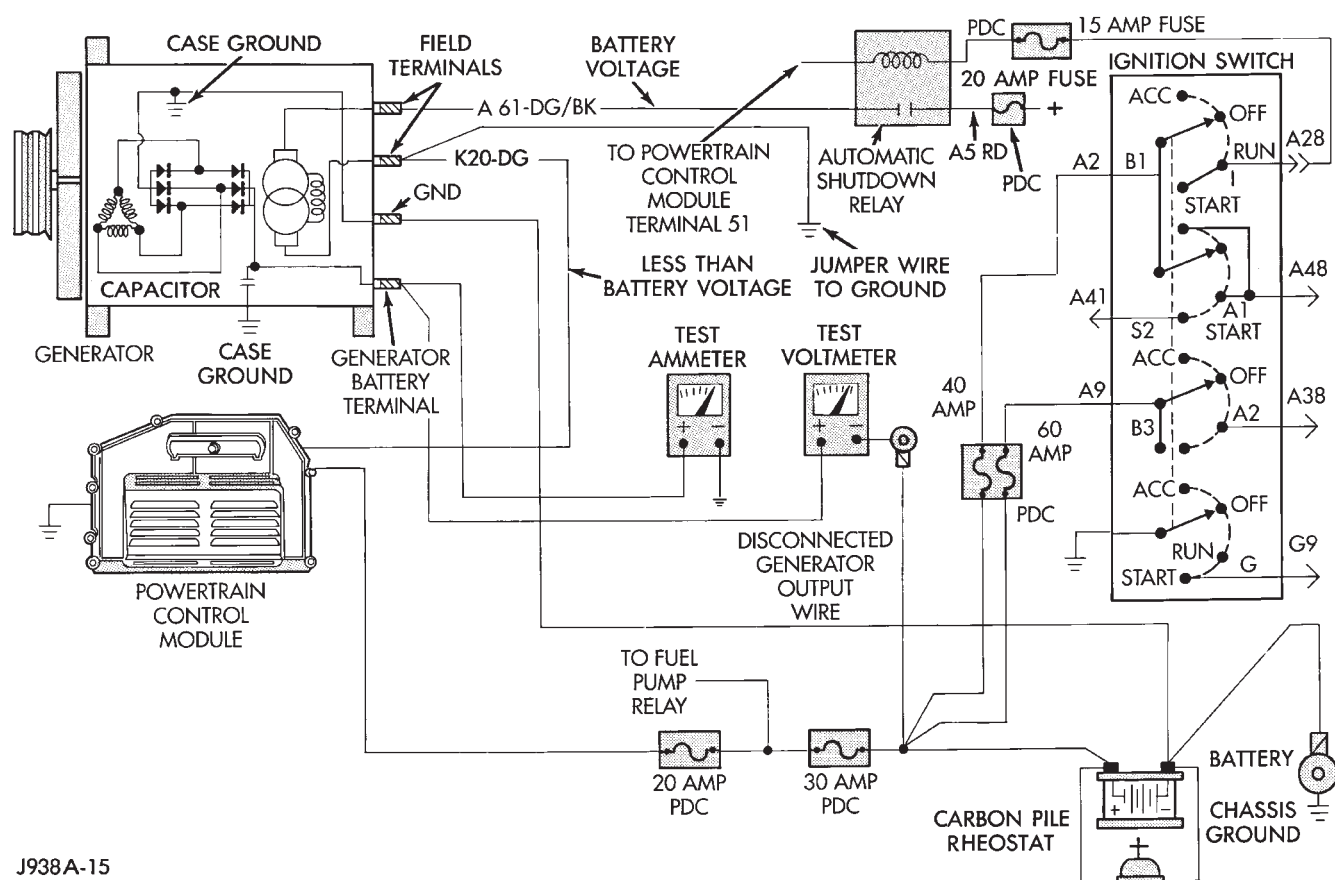 CASE GROUND
FIELD
TERMINALS
BATTERY
VOLTAGE
PDC
15 AMP FUSE
20 AMP FUSE
+
IGNITION SWITCH
A 61-DG/BK
K20-DG
GND
TO POWERTRAIN
CONTROL
MODULE
TERMINAL 51
AUTOMATIC
SHUTDOWN
RELAY
A5 RD
PDC
ACC
OFF
A2
B1
RUN
A28
I
START
CAPACITOR
LESS THAN
BATTERY VOLTAGE
JUMPER WIRE
TO GROUND
A48
A41
S2
A1
START
GENERATOR
CASE
GROUND
GENERATOR
BATTERY
TERMINAL
TEST
AMMETER
TEST
VOLTMETER
+ −
+ −
ACC
OFF
40
AMP
A9
B3
A2
A38
60
AMP
PDC
ACC
OFF
RUN
START
G
G9
DISCONNECTED
GENERATOR
OUTPUT
WIRE
POWERTRAIN
CONTROL
MODULE
TO FUEL
PUMP
RELAY
20 AMP
PDC
30 AMP
PDC
BATTERY
+ −
CARBON PILE
RHEOSTAT
CHASSIS
GROUND
+
J938A-15